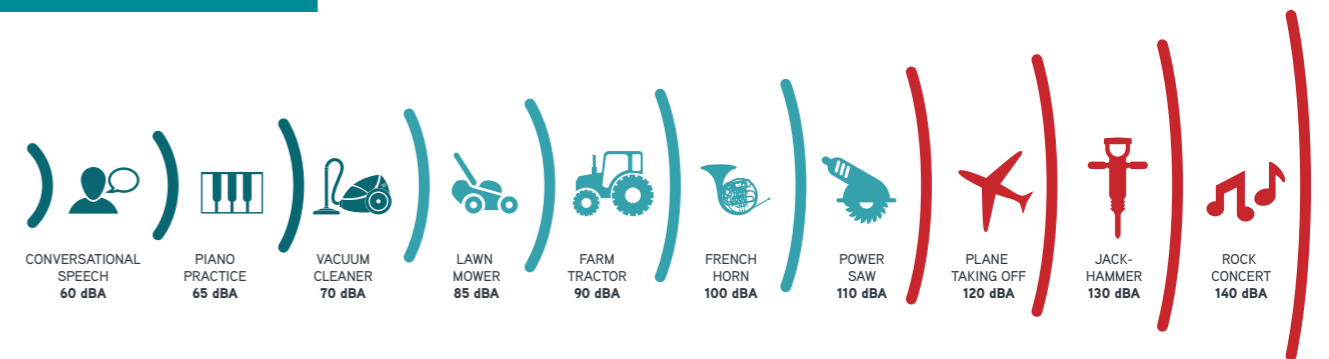 CONVERSATIONAL
SPEECH
60 dBA
PIANO
PRACTICE
65 dBA
VACUUM
CLEANER
70 dBA
LAWN
MOWER
85 dBA
FARM
TRACTOR
90 dBA
FRENCH
HORN
100 dBA
POWER
SAW
110 dBA
PLANE
TAKING OFF
120 dBA
JACK-
HAMMER
130 dBA
ROCK
CONCERT
140 dBA